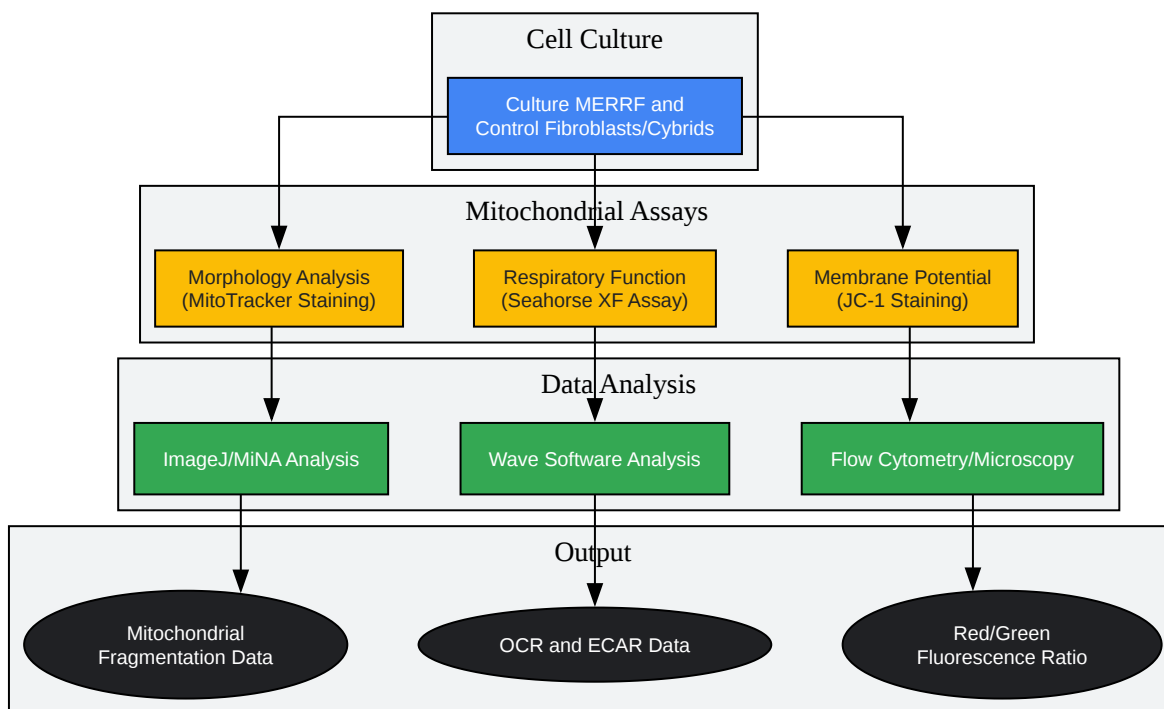 Cell Culture
Culture MERRF and
Control Fibroblasts/Cybrids
Mitochondrial Assays
Morphology Analysis
(MitoTracker Staining)
Respiratory Function
(Seahorse XF Assay)
Membrane Potential
(JC-1 Staining)
Data Analysis
ImageJ/MiNA Analysis
Wave Software Analysis
Flow Cytometry/Microscopy
Output
Mitochondrial
Fragmentation Data
OCR and ECAR Data
Red/Green
Fluorescence Ratio